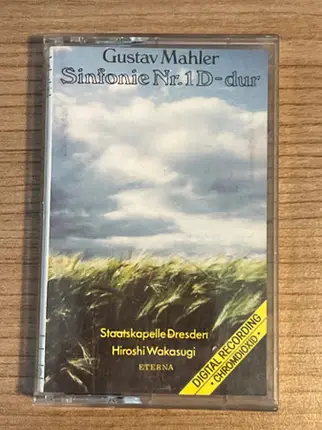 Gustav Mahler
Sinfonie Nr. 1 D-dur
Staatskapelle Dresden
Hiroshi Wakasugi
ETERNA
DIGITAL RECORDING
• CHROMDIOXID •